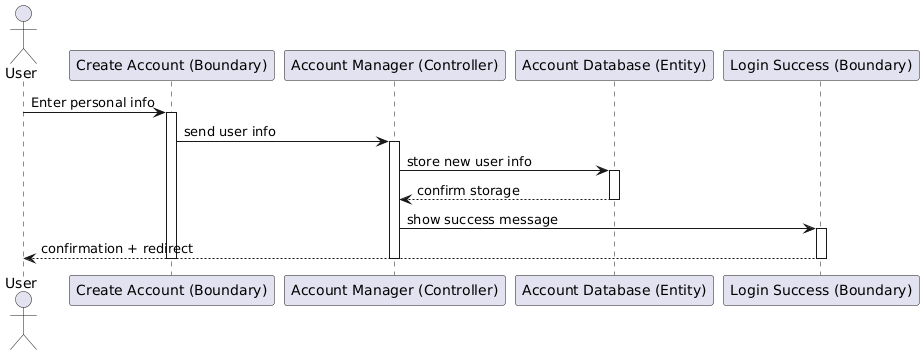 User
Create Account (Boundary)
Account Manager (Controller)
Account Database (Entity)
Login Success (Boundary)
Enter personal info
send user info
store new user info
confirm storage
show success message
confirmation + redirect
User
Create Account (Boundary)
Account Manager (Controller)
Account Database (Entity)
Login Success (Boundary)